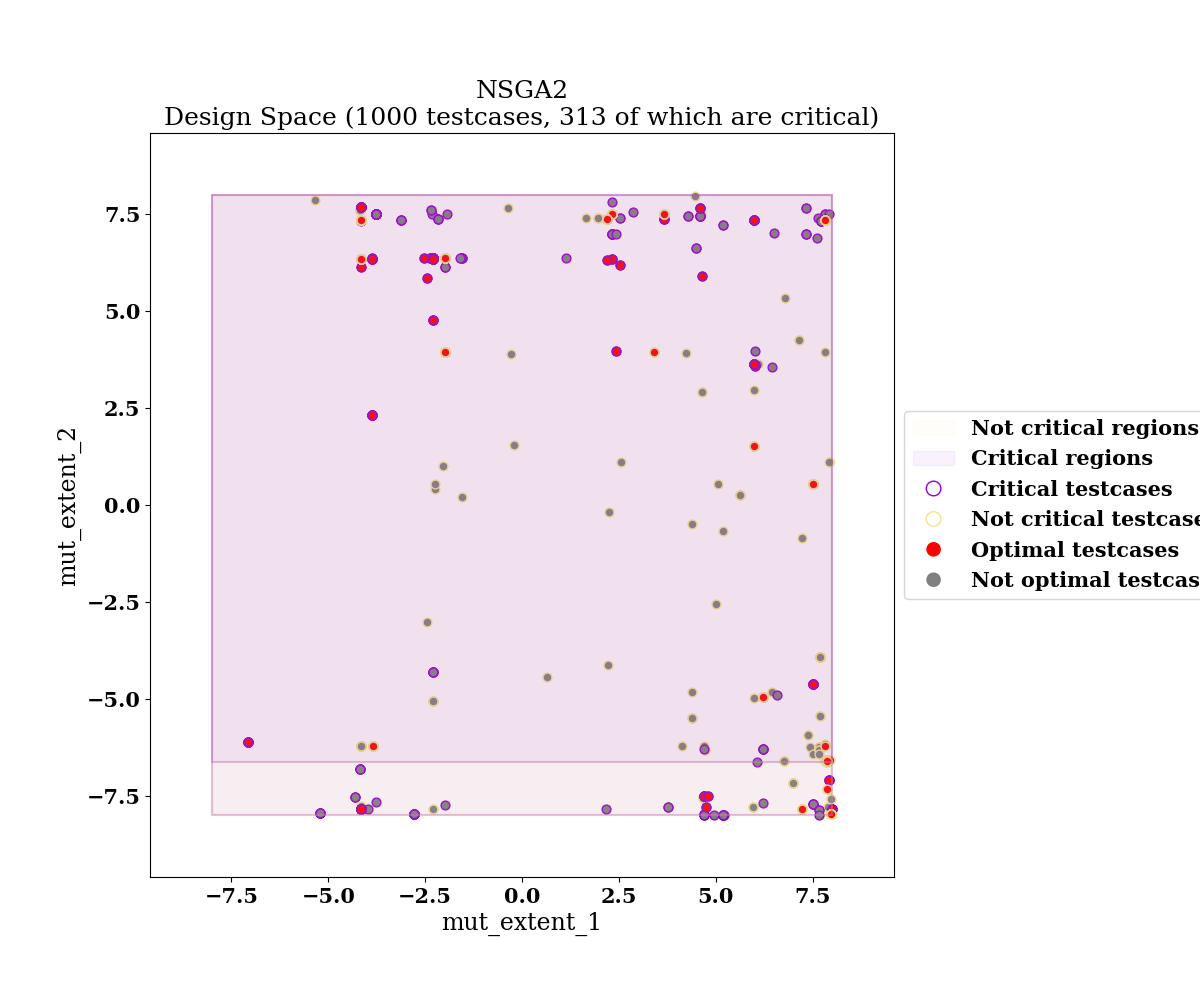 NSGA2
Design Space (1000 testcases, 313 of which are critical)
7.5
5.0
2.5
0.0
−2.5
−5.0
−7.5
mut_extent_2
−7.5
−5.0
−2.5
0.0
2.5
5.0
7.5
mut_extent_1
Not critical regions
Critical regions
Critical testcases
Not critical testcase
Optimal testcases
Not optimal testcas